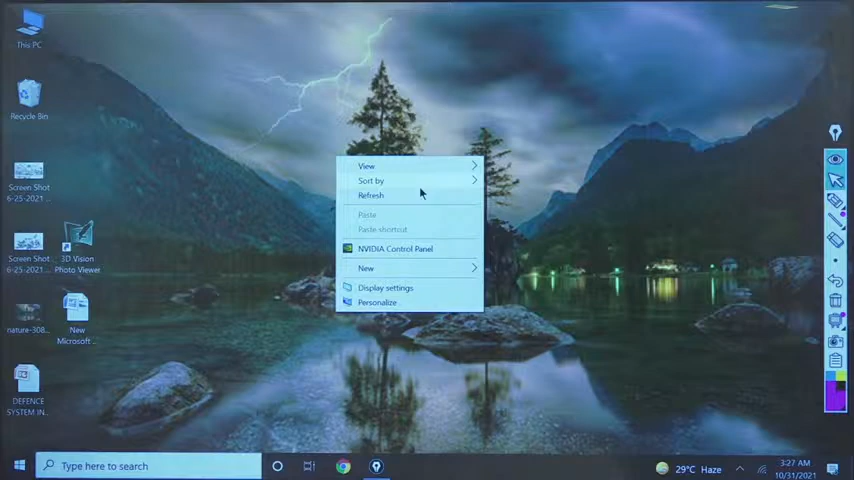 This PC
Recycle Bin
Screen Shot
6-25-2021 ...
Screen Shot
6-25-2021 ...
3D Vision
Photo Viewer
nature-308...
New
Microsoft ...
DEFENCE
SYSTEM IN...
View
Sort by
Refresh
Paste
Paste shortcut
NVIDIA Control Panel
New
Display settings
Personalize
Type here to search
29°C Haze
3:27 AM
10/31/2021